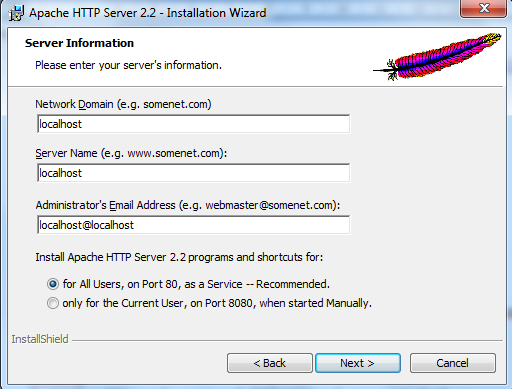 Apache HTTP Server 2.2 - Installation Wizard
Server Information
Please enter your server's information.
Network Domain (e.g. somenet.com)
localhost
Server Name (e.g. www.somenet.com):
localhost
Administrator's Email Address (e.g. webmaster@somenet.com):
localhost@localhost
Install Apache HTTP Server 2.2 programs and shortcuts for:
for All Users, on Port 80, as a Service -- Recommended.
only for the Current User, on Port 8080, when started Manually.
InstallShield
< Back Next > Cancel